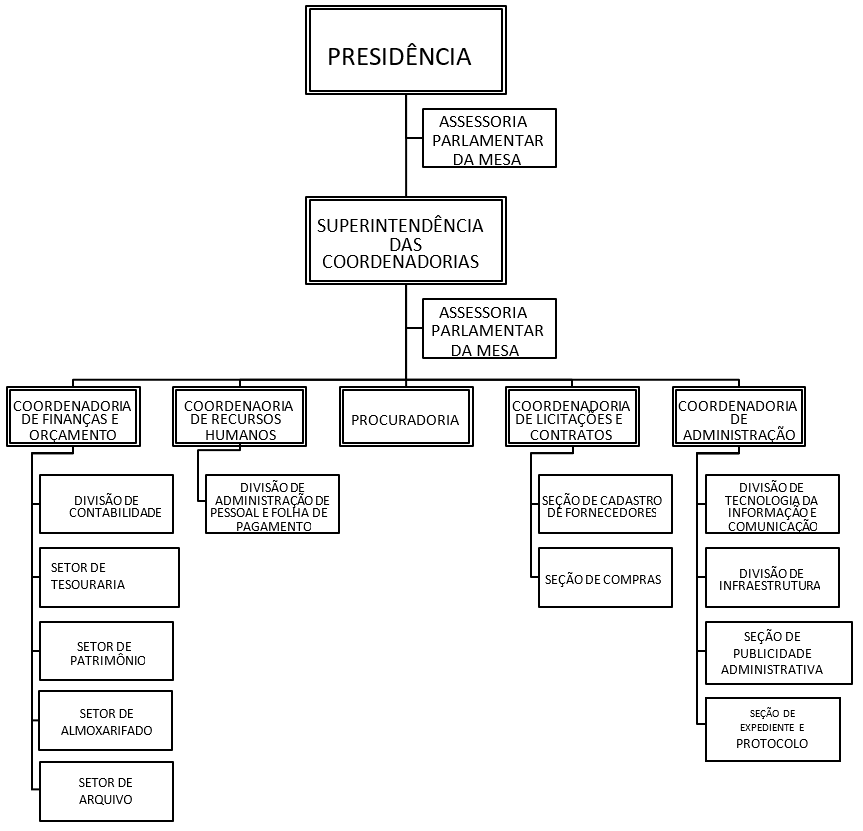 PRESIDÊNCIA
ASSESSORIA
PARLAMENTAR
DA MESA
SUPERINTENDÊNCIA
DAS
COORDENADORIAS
ASSESSORIA
PARLAMENTAR
DA MESA
COORDENADORIA
DE FINANÇAS E
ORÇAMENTO
COORDENAORIA
DE RECURSOS
HUMANOS
PROCURADORIA
COORDENADORIA
DE LICITAÇÕES E
CONTRATOS
COORDENADORIA
DE
ADMINISTRAÇÃO
DIVISÃO DE
CONTABILIDADE
SETOR DE
TESOURARIA
SETOR DE
PATRIMÔNIO
SETOR DE
ALMOXARIFADO
SETOR DE
ARQUIVO
DIVISÃO DE
ADMINISTRAÇÃO DE
PESSOAL E FOLHA DE
PAGAMENTO
SEÇÃO DE CADASTRO
DE FORNECEDORES
SEÇÃO DE COMPRAS
DIVISÃO DE
TECNOLOGIA DA
INFORMAÇÃO E
COMUNICAÇÃO
DIVISÃO DE
INFRAESTRUTURA
SEÇÃO DE
PUBLICIDADE
ADMINISTRATIVA
SEÇÃO DE
EXPEDIENTE E
PROTOCOLO